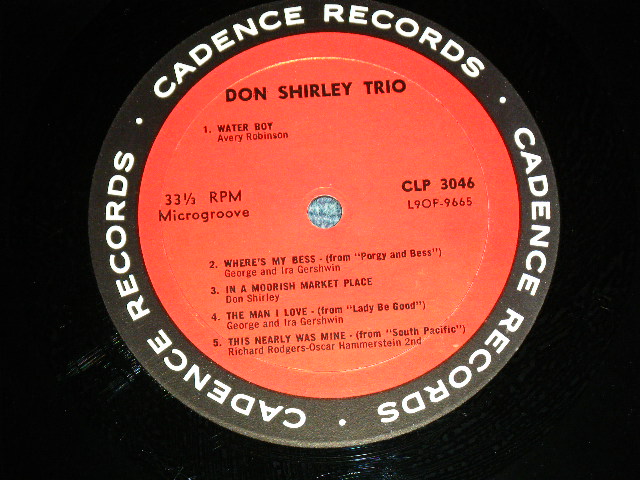 CADENCE RECORDS · CADENCE RECORDS · CADENCE RECORDS ·
DON SHIRLEY TRIO
1. WATER BOY
Avery Robinson
33⅓ RPM
Microgroove
CLP 3046
L9OF-9665
2. WHERE'S MY BESS - (from "Porgy and Bess")
George and Ira Gershwin
3. IN A MOORISH MARKET PLACE
Don Shirley
4. THE MAN I LOVE - (from "Lady Be Good")
George and Ira Gershwin
5. THIS NEARLY WAS MINE - (from "South Pacific")
Richard Rodgers-Oscar Hammerstein 2nd